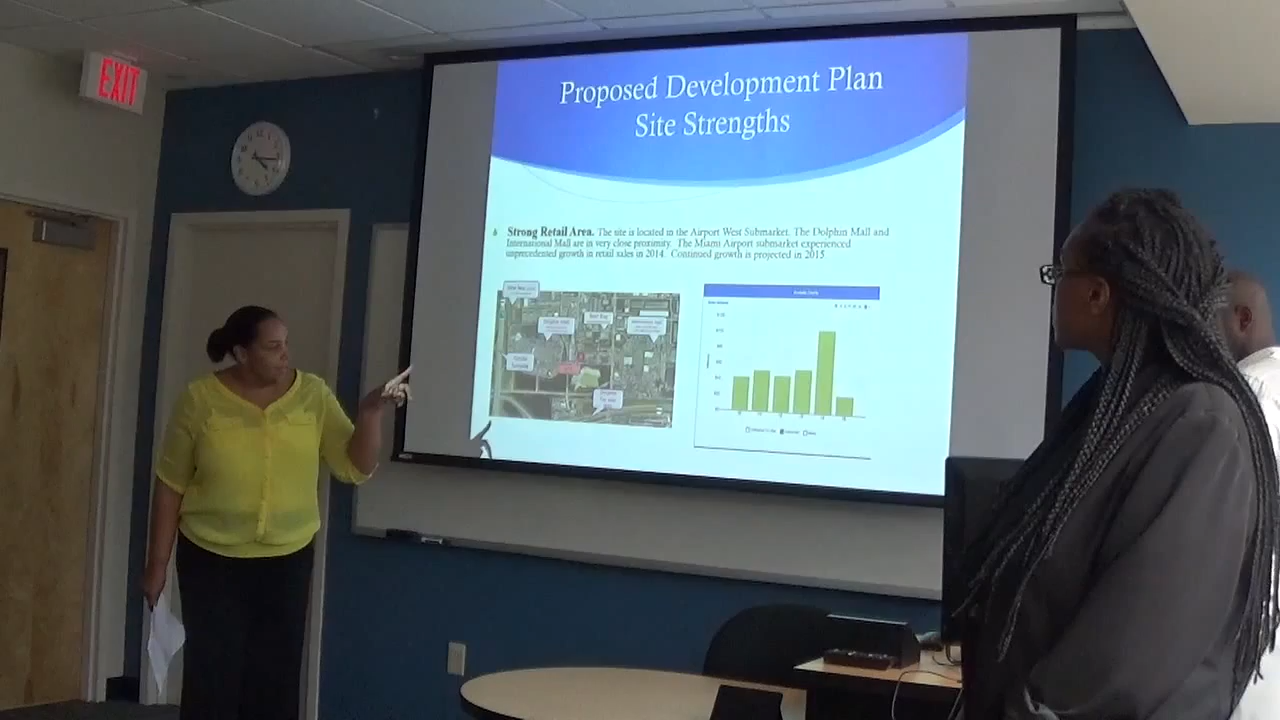 EXIT
Proposed Development Plan
Site Strengths
Strong Retail Area. The site is located in the Airport West Submarket. The Dolphin Mall and
International Mall are in very close proximity. The Miami Airport submarket experienced
unprecedented growth in retail sales in 2014. Continued growth is projected in 2015